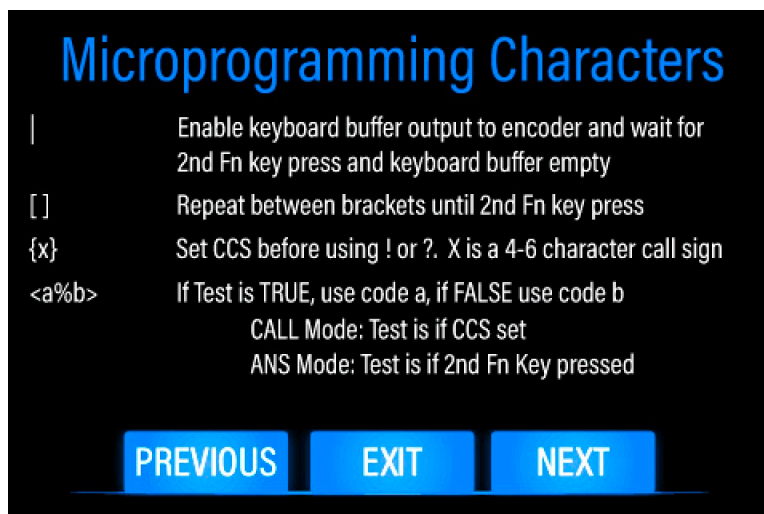 Microprogramming Characters
| Enable keyboard buffer output to encoder and wait for
2nd Fn key press and keyboard buffer empty
[ ] Repeat between brackets until 2nd Fn key press
{x} Set CCS before using ! or ?. X is a 4-6 character call sign
<a%b> If Test is TRUE, use code a, if FALSE use code b
CALL Mode: Test is if CCS set
ANS Mode: Test is if 2nd Fn Key pressed
PREVIOUS EXIT NEXT